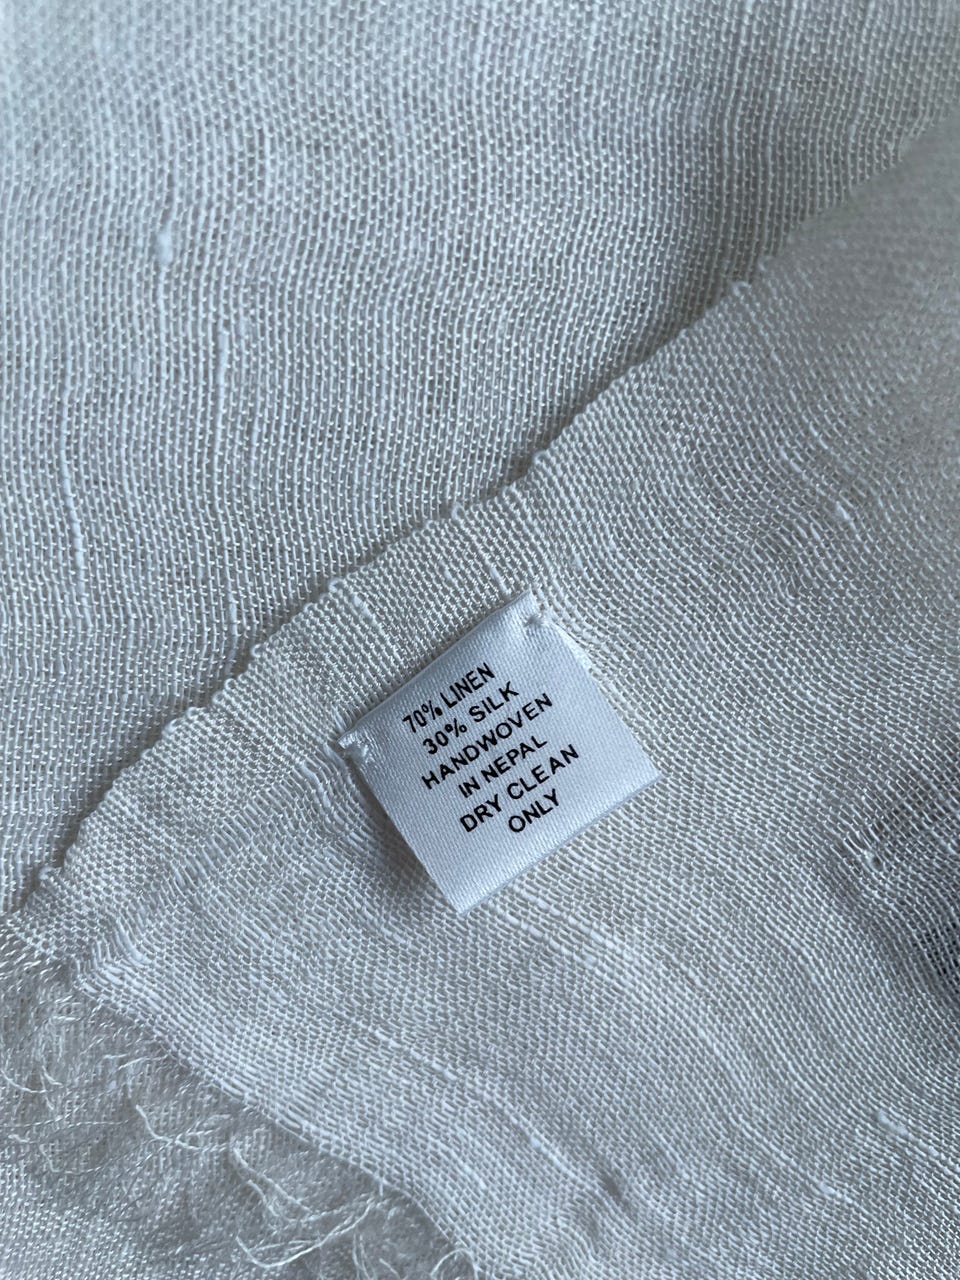 70% LINEN
30% SILK
HANDWOVEN
IN NEPAL
DRY CLEAN
ONLY